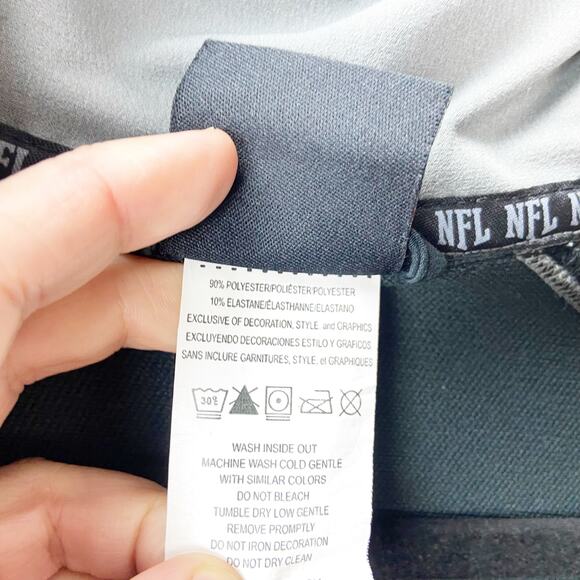 NFL
NFL NFL N
90% POLYESTER/POLIÉSTER/POLYESTER
10% ELASTANE/ÉLASTHANNE/ELASTANO
EXCLUSIVE OF DECORATION, STYLE, and GRAPHICS
EXCLUYENDO DECORACIONES ESTILO Y GRAFICOS
SANS INCLURE GARNITURES, STYLE, et GRAPHIQUES
30°
WASH INSIDE OUT
MACHINE WASH COLD GENTLE
WITH SIMILAR COLORS
DO NOT BLEACH
TUMBLE DRY LOW GENTLE
REMOVE PROMPTLY
DO NOT IRON DECORATION
DO NOT DRY CLEAN